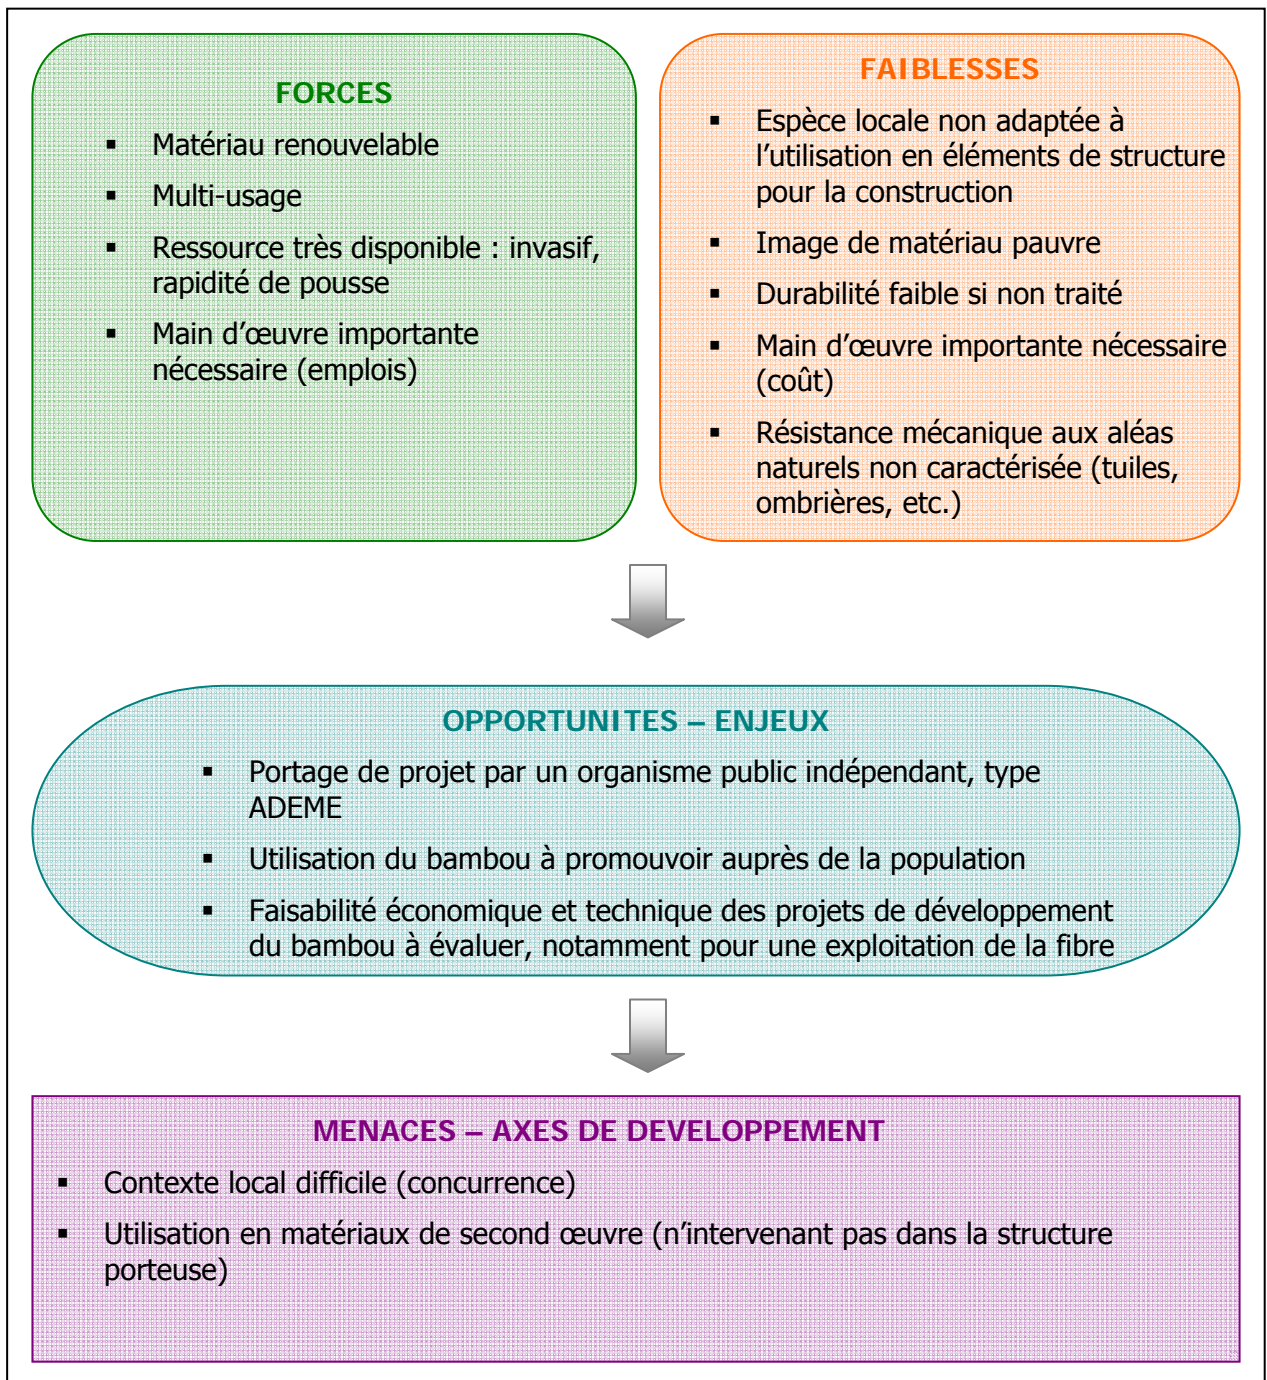 FORCES
▪ Matériau renouvelable
▪ Multi-usage
▪ Ressource très disponible : invasif,
rapidité de pousse
▪ Main d’œuvre importante
nécessaire (emplois)
FAIBLESSES
▪ Espèce locale non adaptée à
l’utilisation en éléments de structure
pour la construction
▪ Image de matériau pauvre
▪ Durabilité faible si non traité
▪ Main d’œuvre importante nécessaire
(coût)
▪ Résistance mécanique aux aléas
naturels non caractérisée (tuiles,
ombrières, etc.)
OPPORTUNITES – ENJEUX
▪ Portage de projet par un organisme public indépendant, type
ADEME
▪ Utilisation du bambou à promouvoir auprès de la population
▪ Faisabilité économique et technique des projets de développement
du bambou à évaluer, notamment pour une exploitation de la fibre
MENACES – AXES DE DEVELOPPEMENT
▪ Contexte local difficile (concurrence)
▪ Utilisation en matériaux de second œuvre (n’intervenant pas dans la structure
porteuse)